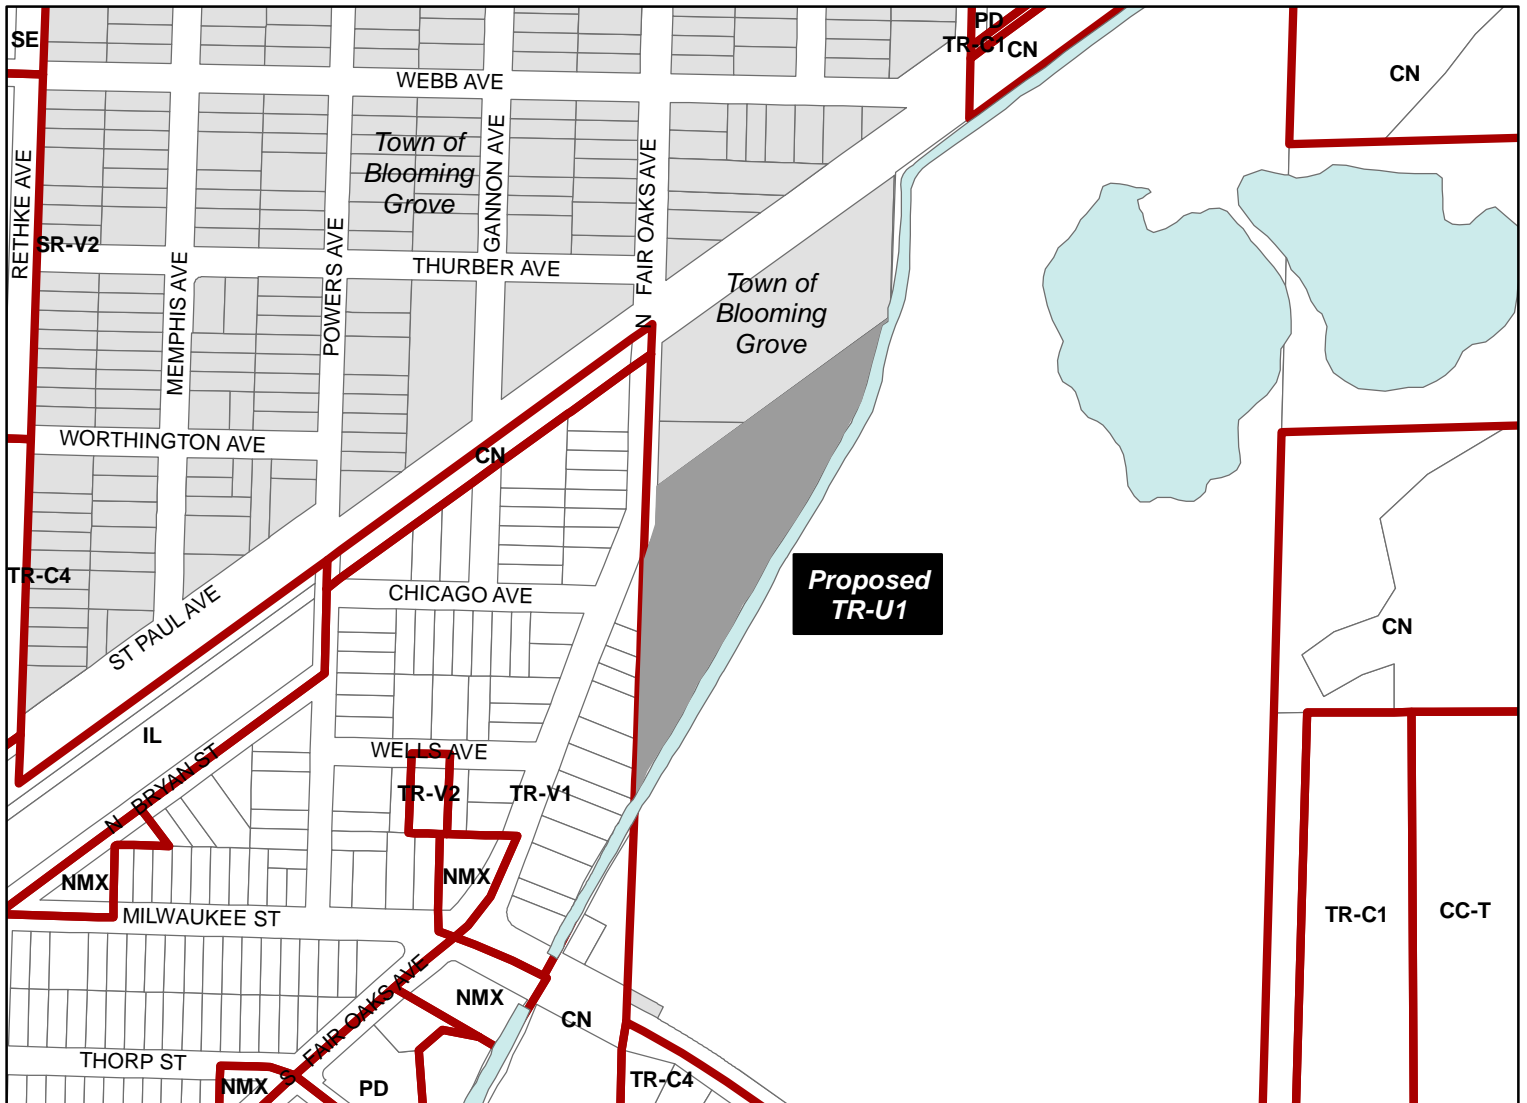 SE
PD
TR-C1
CN
CN
WEBB AVE
Town of
Blooming
Grove
RETHKE AVE
GANNON AVE
N FAIR OAKS AVE
SR-V2
MEMPHIS AVE
POWERS AVE
THURBER AVE
Town of
Blooming
Grove
WORTHINGTON AVE
CN
TR-C4
ST PAUL AVE
CHICAGO AVE
Proposed
TR-U1
CN
IL
WELLS AVE
N BRYAN ST
TR-V2
TR-V1
NMX
NMX
MILWAUKEE ST
TR-C1
CC-T
S FAIR OAKS AVE
NMX
CN
THORP ST
NMX
PD
TR-C4